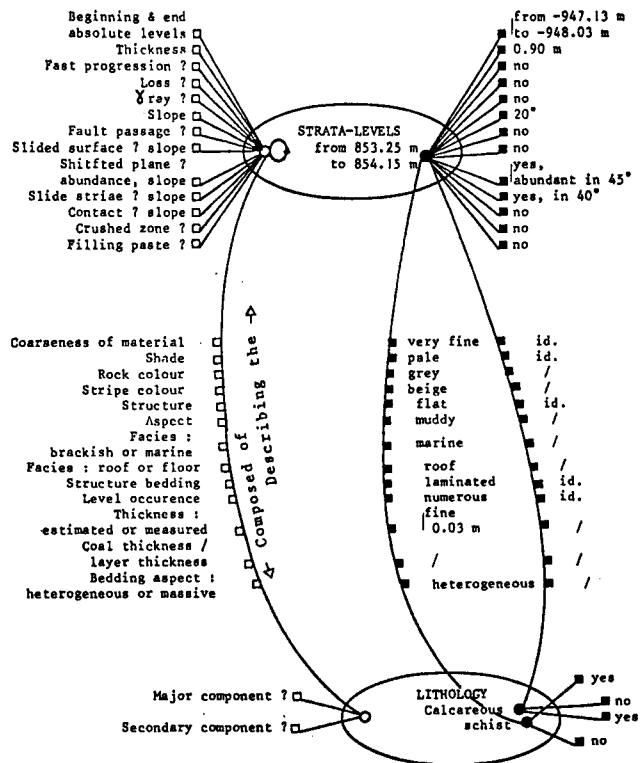 Beginning & end
absolute levels
Thickness
Fast progression ?
Loss ?
ɣ ray ?
Slope
Fault passage ?
Slided surface ? slope
Shitfted plane ?
abundance, slope
Slide striae ? slope
Contact ? slope
Crushed zone ?
Filling paste ?
STRATA-LEVELS
from 853.25 m
to 854.15 m
from -947.13 m
to -948.03 m
0.90 m
no
no
no
20°
no
no
yes,
abundant in 45°
yes, in 40°
no
no
no
Coarseness of material
Shade
Rock colour
Stripe colour
Structure
Aspect
Facies :
brackish or marine
Facies : roof or floor
Structure bedding
Level occurence
Thickness :
estimated or measured
Coal thickness /
layer thickness
Bedding aspect :
heterogeneous or massive
Composed of
Describing the
very fine id.
pale id.
grey /
beige /
flat id.
muddy /
marine /
roof /
laminated id.
numerous id.
fine
0.03 m /
/ /
heterogeneous /
Major component ?
Secondary component ?
LITHOLOGY
Calcareous
schist
yes
no
yes
no